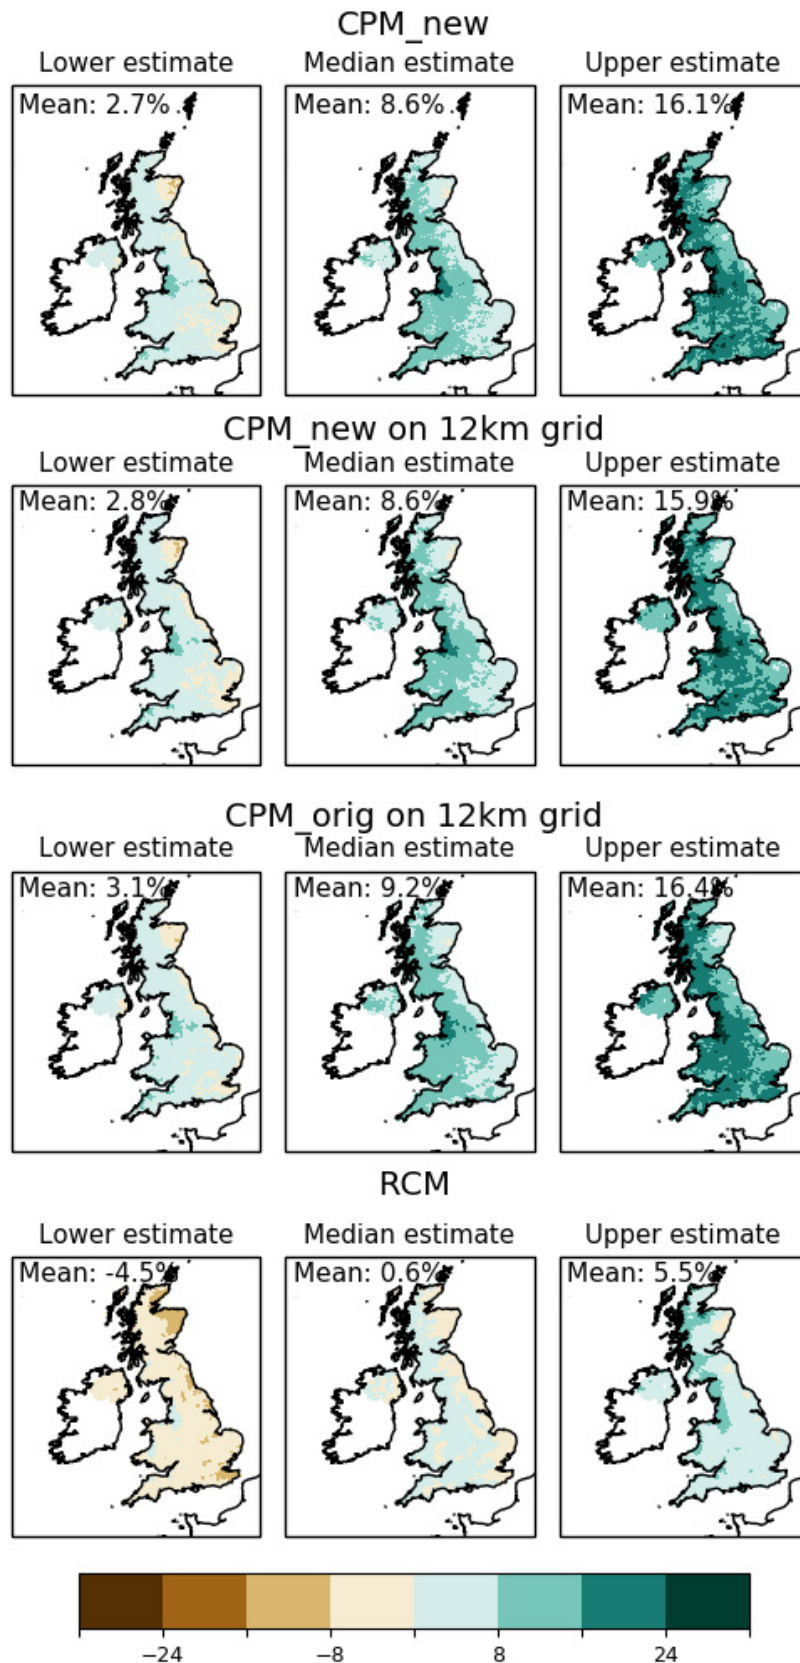 CPM_new
Lower estimate Median estimate Upper estimate
Mean: 2.7% Mean: 8.6% Mean: 16.1%
CPM_new on 12km grid
Lower estimate Median estimate Upper estimate
Mean: 2.8% Mean: 8.6% Mean: 15.9%
CPM_orig on 12km grid
Lower estimate Median estimate Upper estimate
Mean: 3.1% Mean: 9.2% Mean: 16.4%
RCM
Lower estimate Median estimate Upper estimate
Mean: -4.5% Mean: 0.6% Mean: 5.5%
−24 −8 8 24